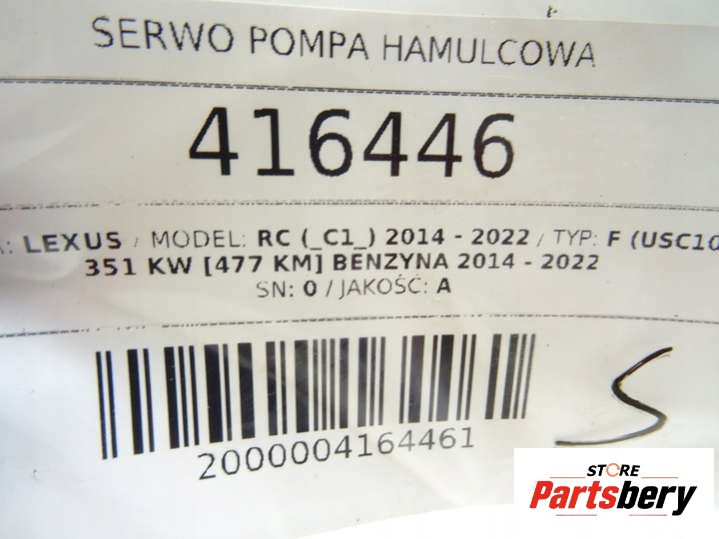 SERWO POMPA HAMULCOWA
416446
A: LEXUS / MODEL: RC (_C1_) 2014 - 2022 / TYP: F (USC10
351 KW [477 KM] BENZYNA 2014 - 2022
SN: 0 / JAKOŚĆ: A
2000004164461
S
STORE
Partsbery